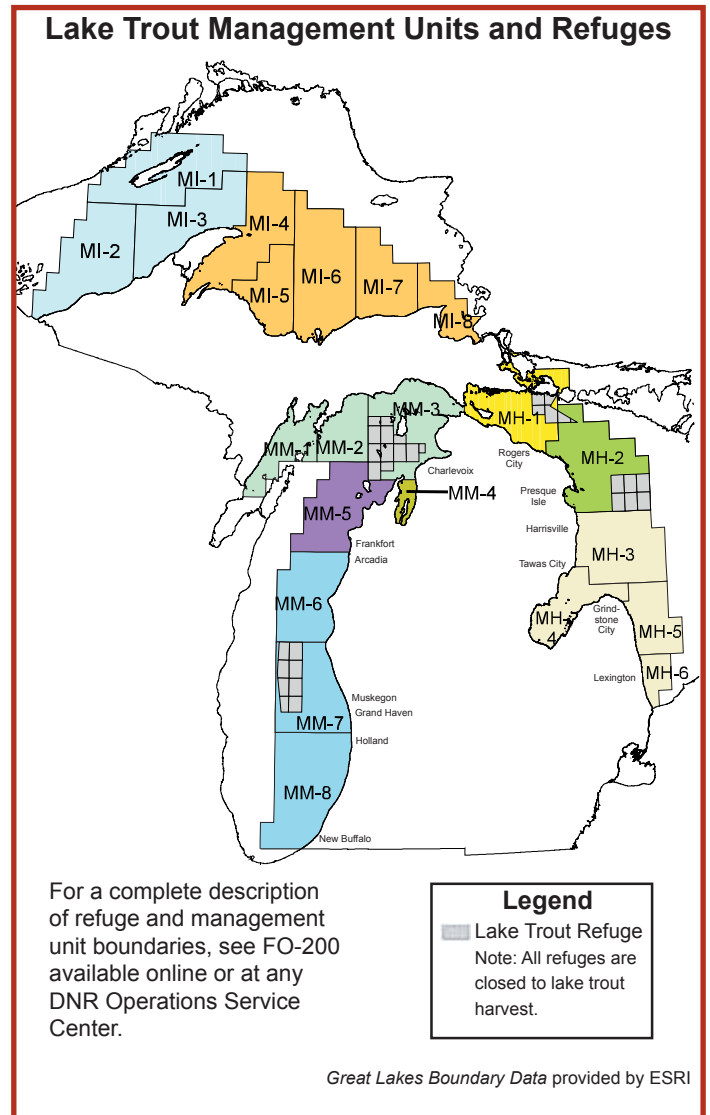 Lake Trout Management Units and Refuges
MI-1
MI-2
MI-3
MI-4
MI-5
MI-6
MI-7
MI-8
MM-1
MM-2
MM-3
MH-1
Rogers
City
Charlevoix
MM-4
MH-2
Presque
Isle
MM-5
Harrisville
Frankfort
Arcadia
MH-3
Tawas City
MM-6
MH-
4
Grind-
stone
City
MH-5
Lexington
MH-6
Muskegon
Grand Haven
MM-7
Holland
MM-8
New Buffalo
For a complete description
of refuge and management
unit boundaries, see FO-200
available online or at any
DNR Operations Service
Center.
Legend
Lake Trout Refuge
Note: All refuges are
closed to lake trout
harvest.
Great Lakes Boundary Data provided by ESRI